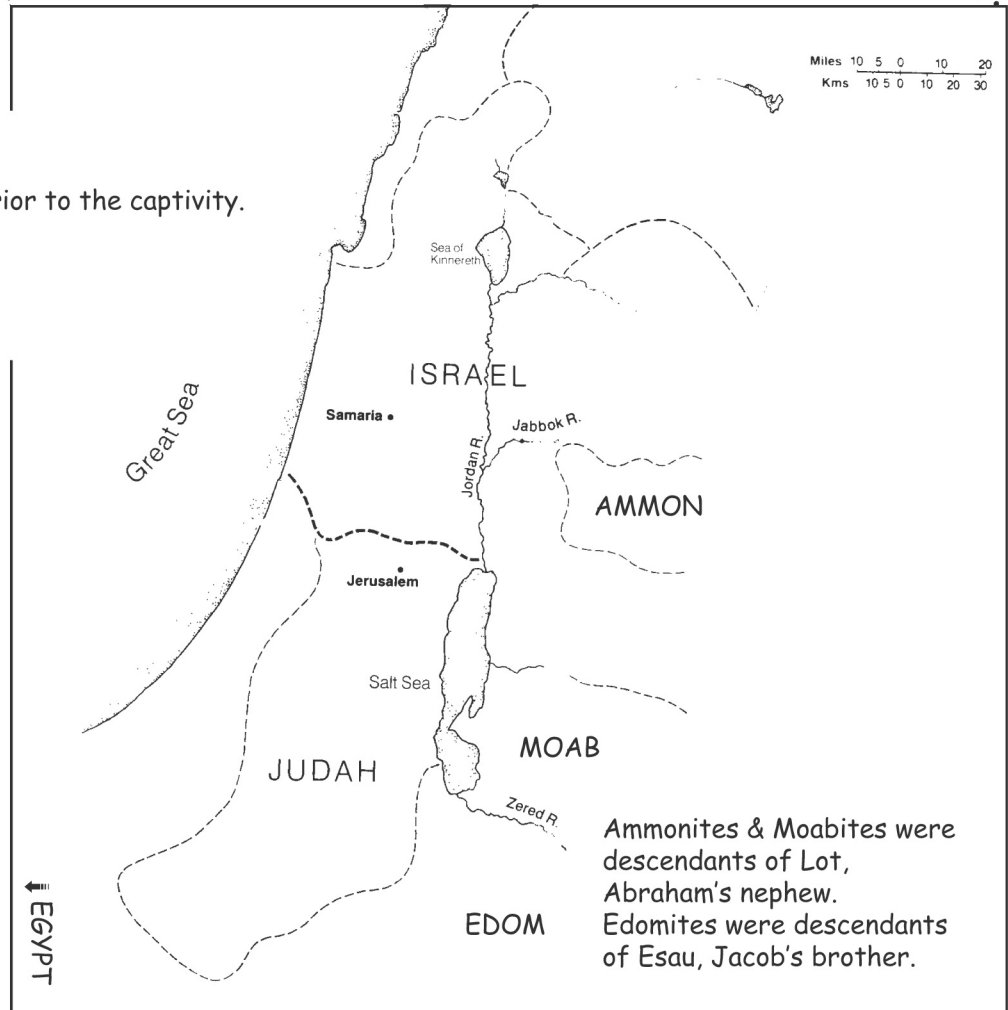 Miles 10 5 0 10 20
Kms 10 5 0 10 20 30
rior to the captivity.
Sea of
Kinnereth
ISRAEL
Great Sea
Samaria
Jabbok R.
Jordan R.
AMMON
Jerusalem
Salt Sea
MOAB
JUDAH
Zered R.
Ammonites & Moabites were
descendants of Lot,
Abraham's nephew.
Edomites were descendants
of Esau, Jacob's brother.
EDOM
EGYPT